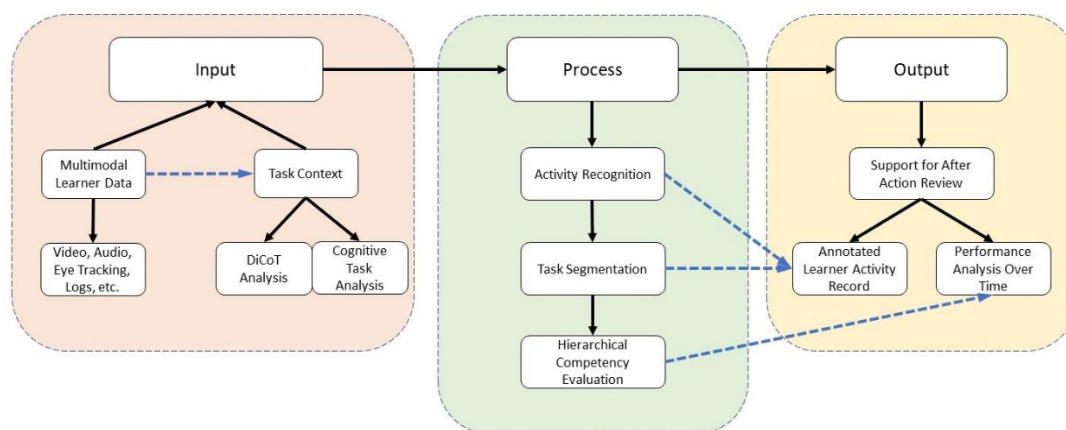 Input
Multimodal
Learner Data
Task Context
Video, Audio,
Eye Tracking,
Logs, etc.
DiCoT
Analysis
Cognitive
Task
Analysis
Process
Activity Recognition
Task Segmentation
Hierarchical
Competency
Evaluation
Output
Support for After
Action Review
Annotated
Learner Activity
Record
Performance
Analysis Over
Time